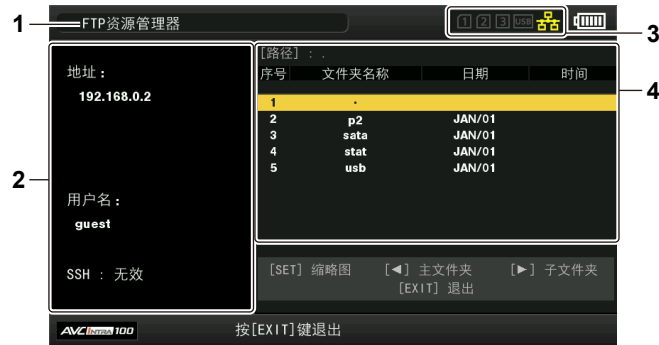 1
FTP资源管理器
1 2 3 USB
3
地址：
192.168.0.2
2
用户名：
guest
SSH : 无效
[路径] : .
序号 文件夹名称 日期 时间
4
1 .
2 p2 JAN/01
3 sata JAN/01
4 stat JAN/01
5 usb JAN/01
[SET] 缩略图 [◀] 主文件夹 [▶] 子文件夹
[EXIT] 退出
AVC INTRA 100 按[EXIT]键退出